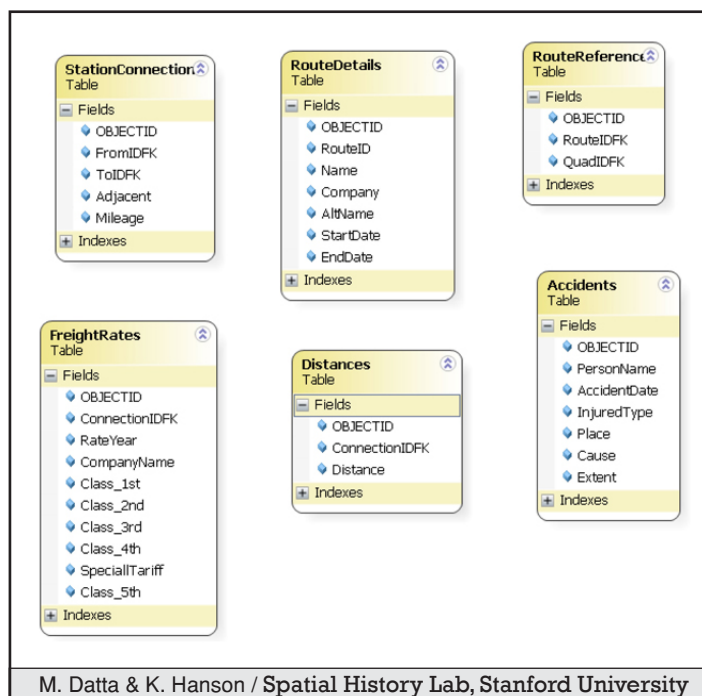 StationConnection
Table
Fields
OBJECTID
FromIDFK
ToIDFK
Adjacent
Mileage
Indexes
RouteDetails
Table
Fields
OBJECTID
RouteID
Name
Company
AltName
StartDate
EndDate
Indexes
RouteReference
Table
Fields
OBJECTID
RouteIDFK
QuadIDFK
Indexes
FreightRates
Table
Fields
OBJECTID
ConnectionIDFK
RateYear
CompanyName
Class_1st
Class_2nd
Class_3rd
Class_4th
SpeciallTariff
Class_5th
Indexes
Distances
Table
Fields
OBJECTID
ConnectionIDFK
Distance
Indexes
Accidents
Table
Fields
OBJECTID
PersonName
AccidentDate
InjuredType
Place
Cause
Extent
Indexes
M. Datta & K. Hanson / Spatial History Lab, Stanford University